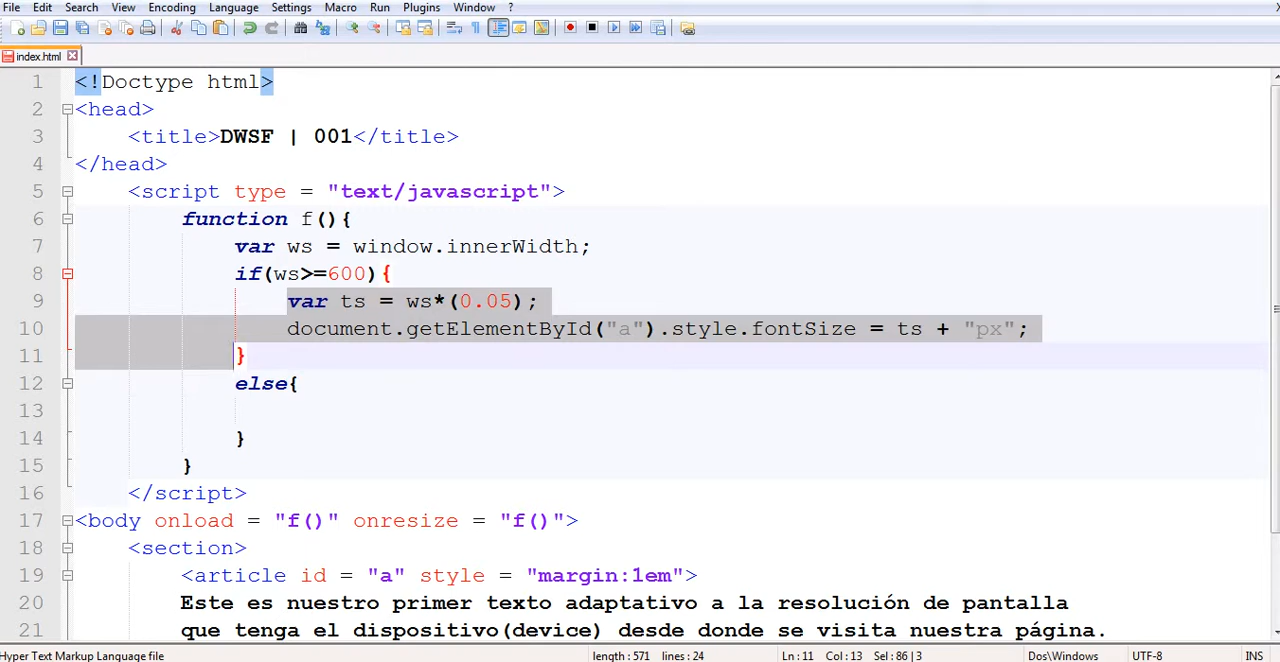 File Edit Search View Encoding Language Settings Macro Run Plugins Window ?
index.html
1 <!Doctype html>
2 <head>
3 <title>DWSF | 001</title>
4 </head>
5 <script type = "text/javascript">
6 function f(){
7 var ws = window.innerWidth;
8 if(ws>=600){
9 var ts = ws*(0.05);
10 document.getElementById("a").style.fontSize = ts + "px";
11 }
12 else{
13
14 }
15 }
16 </script>
17 <body onload = "f()" onresize = "f()">
18 <section>
19 <article id = "a" style = "margin:1em">
20 Este es nuestro primer texto adaptativo a la resolución de pantalla
21 que tenga el dispositivo(device) desde donde se visita nuestra página.
Hyper Text Markup Language file length : 571 lines : 24 Ln : 11 Col : 13 Sel : 86 | 3 Dos\Windows UTF-8 INS